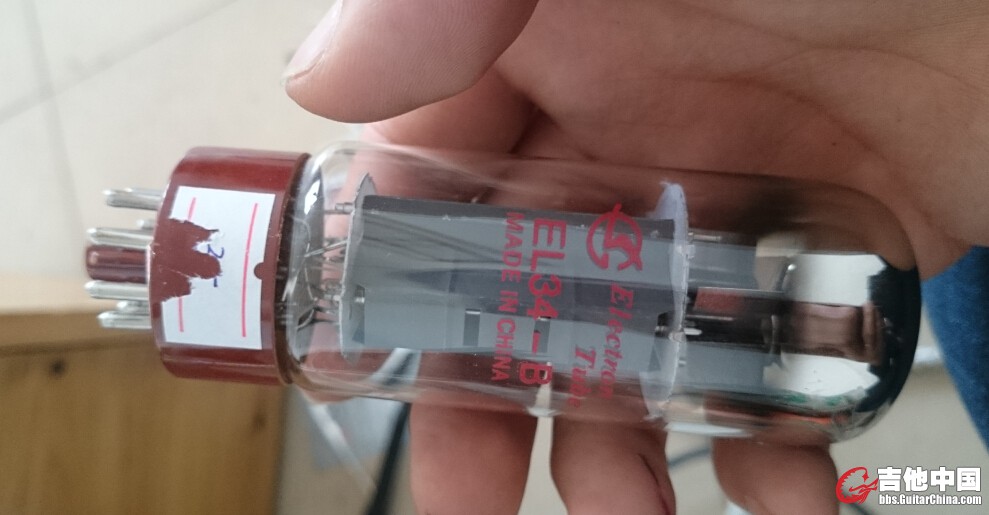 Electron Tube
EL34-B
MADE IN CHINA
吉他中国
bbs.GuitarChina.com